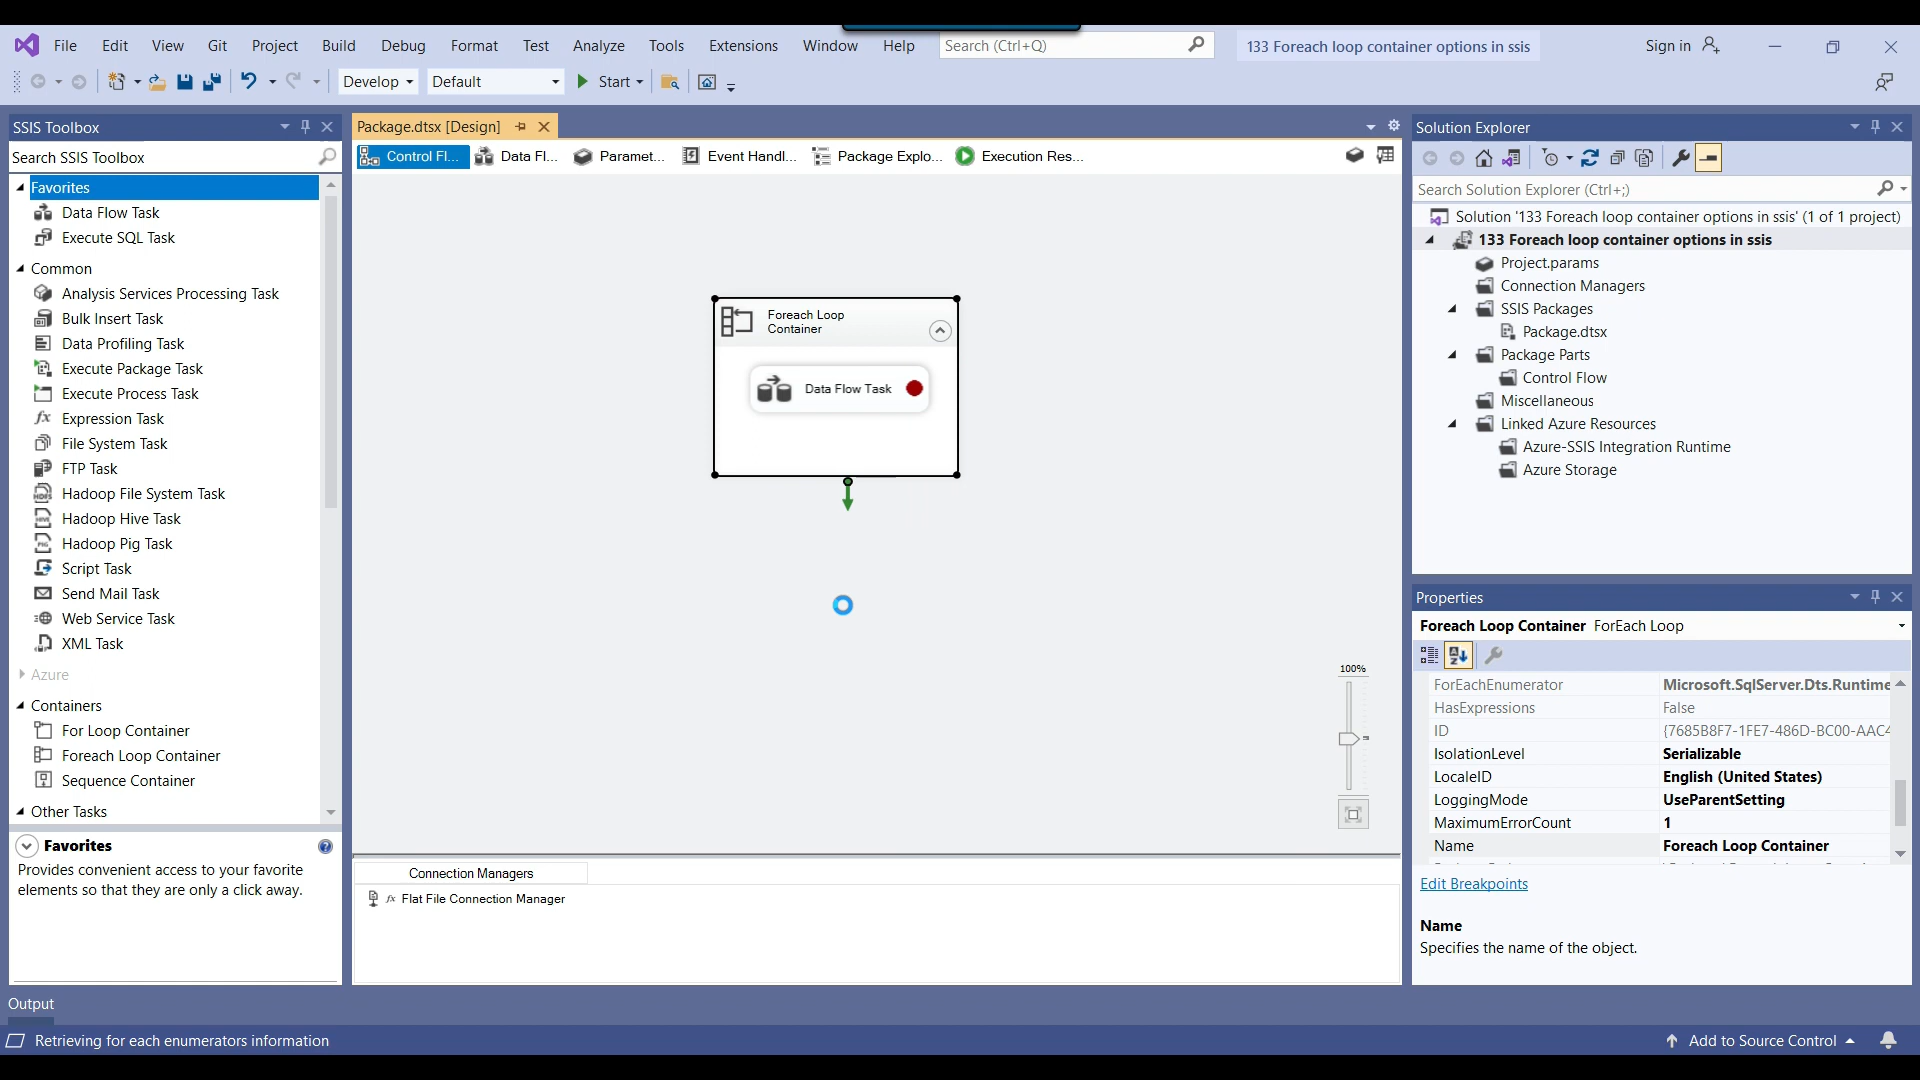 File Edit View Git Project Build Debug Format Test Analyze Tools Extensions Window Help Search (Ctrl+Q) 133 Foreach loop container options in ssis Sign in
Develop Default Start
SSIS Toolbox
Search SSIS Toolbox
Favorites
Data Flow Task
Execute SQL Task
Common
Analysis Services Processing Task
Bulk Insert Task
Data Profiling Task
Execute Package Task
Execute Process Task
Expression Task
File System Task
FTP Task
Hadoop File System Task
Hadoop Hive Task
Hadoop Pig Task
Script Task
Send Mail Task
Web Service Task
XML Task
Azure
Containers
For Loop Container
Foreach Loop Container
Sequence Container
Other Tasks
Favorites
Provides convenient access to your favorite
elements so that they are only a click away.
Package.dtsx [Design]
Control Fl... Data Fl... Paramet... Event Handl... Package Explo... Execution Res...
Foreach Loop
Container
Data Flow Task
100%
Connection Managers
fx Flat File Connection Manager
Solution Explorer
Search Solution Explorer (Ctrl+;)
Solution '133 Foreach loop container options in ssis' (1 of 1 project)
133 Foreach loop container options in ssis
Project.params
Connection Managers
SSIS Packages
Package.dtsx
Package Parts
Control Flow
Miscellaneous
Linked Azure Resources
Azure-SSIS Integration Runtime
Azure Storage
Properties
Foreach Loop Container ForEach Loop
ForEachEnumerator Microsoft.SqlServer.Dts.Runtime
HasExpressions False
ID {7685B8F7-1FE7-486D-BC00-AAC4
IsolationLevel Serializable
LocaleID English (United States)
LoggingMode UseParentSetting
MaximumErrorCount 1
Name Foreach Loop Container
Edit Breakpoints
Name
Specifies the name of the object.
Output
Retrieving for each enumerators information
Add to Source Control